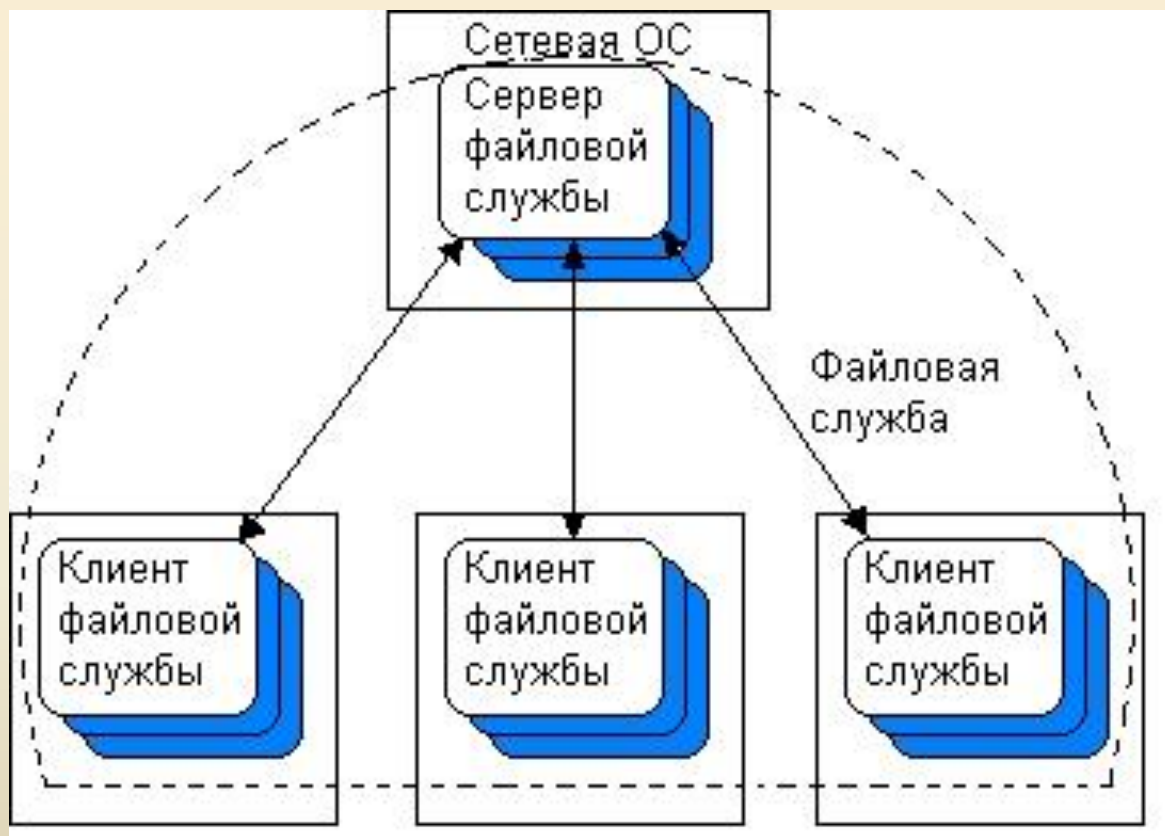 Сетевая ОС
Сервер
файловой
службы
Файловая
служба
Клиент
файловой
службы
Клиент
файловой
службы
Клиент
файловой
службы